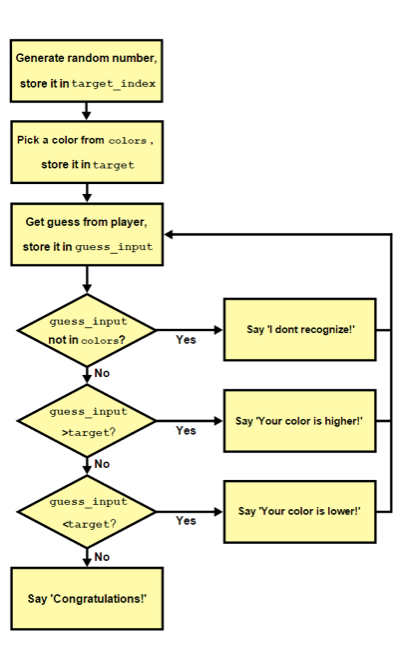 Generate random number,
store it in target_index
Pick a color from colors ,
store it in target
Get guess from player,
store it in guess_input
guess_input
not in colors?
Yes
Say 'I dont recognize!'
No
guess_input
>target?
Yes
Say 'Your color is higher!'
No
guess_input
<target?
Yes
Say 'Your color is lower!'
No
Say 'Congratulations!'